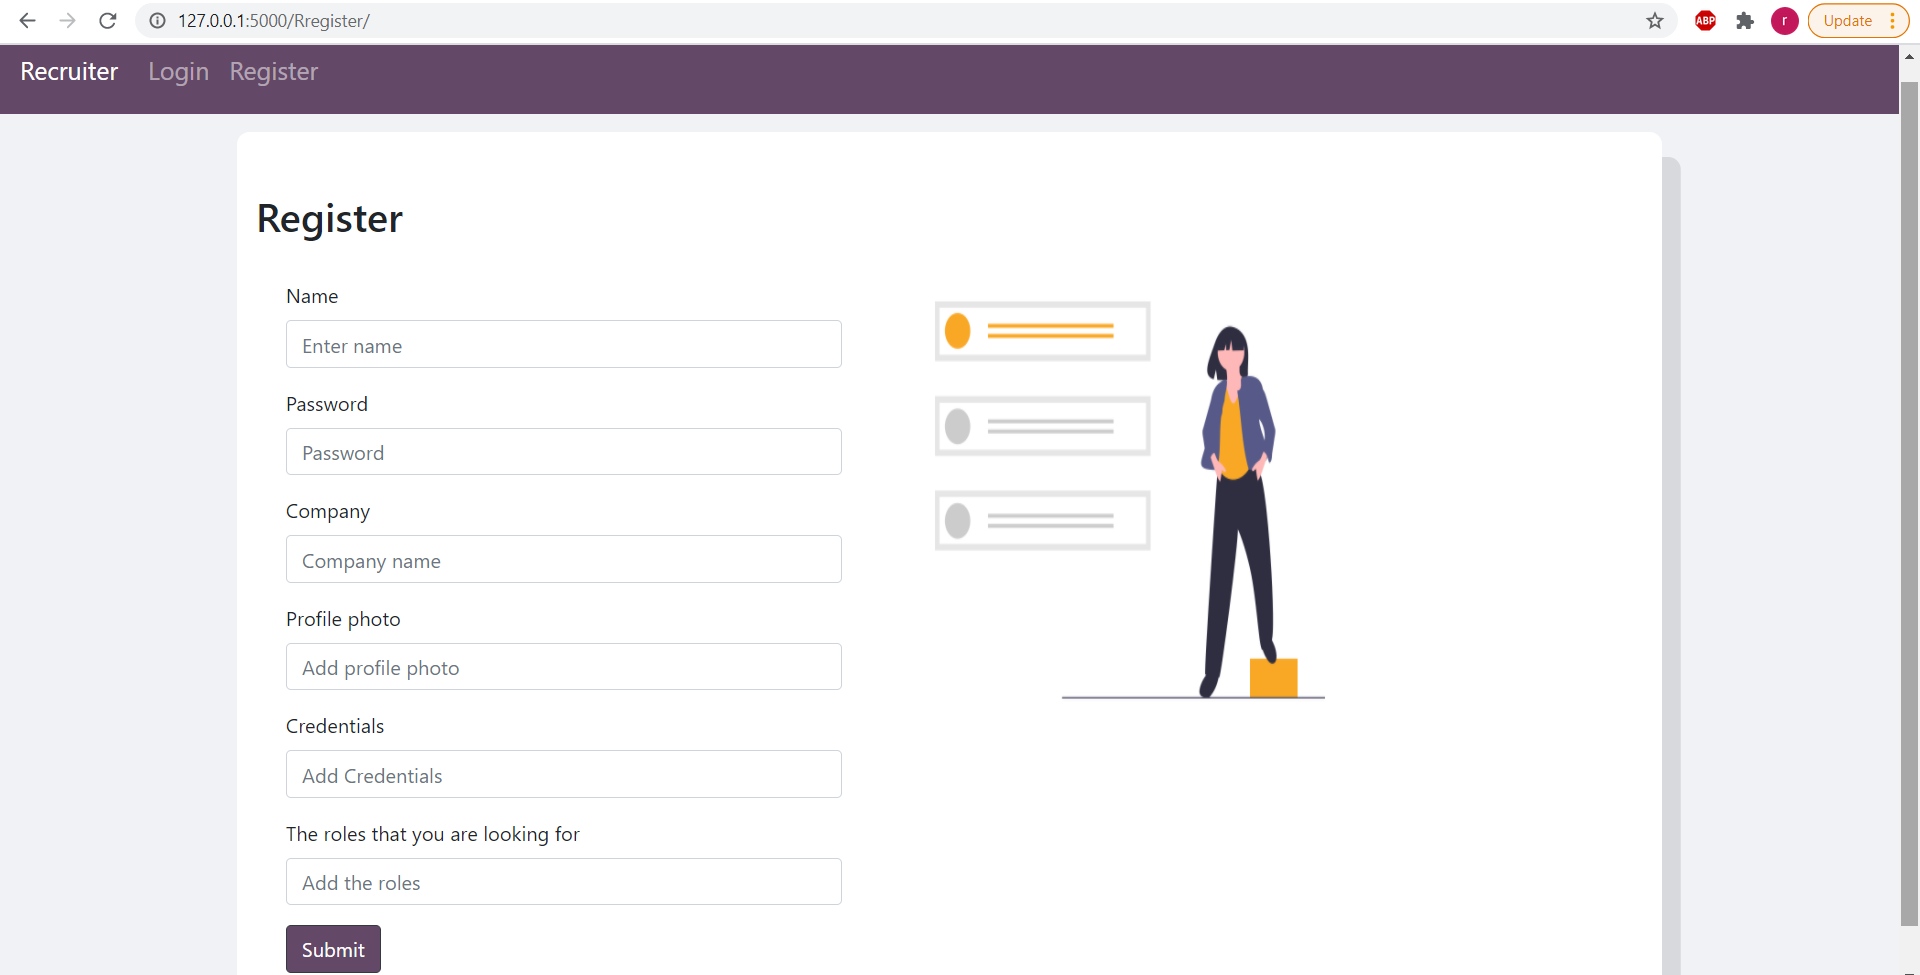 127.0.0.1:5000/Rregister/
ABP
r
Update
Recruiter Login Register
Register
Name
Enter name
Password
Password
Company
Company name
Profile photo
Add profile photo
Credentials
Add Credentials
The roles that you are looking for
Add the roles
Submit